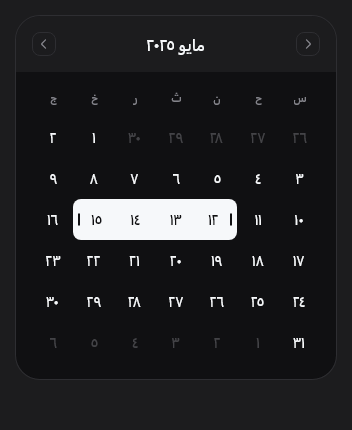 مايو ٢٠٢٥
س ح ن ث ر خ ج
٢٦ ٢٧ ٢٨ ٢٩ ٣٠ ١ ٢
٣ ٤ ٥ ٦ ٧ ٨ ٩
١٠ ١١ ١٢ ١٣ ١٤ ١٥ ١٦
١٧ ١٨ ١٩ ٢٠ ٢١ ٢٢ ٢٣
٢٤ ٢٥ ٢٦ ٢٧ ٢٨ ٢٩ ٣٠
٣١ ١ ٢ ٣ ٤ ٥ ٦